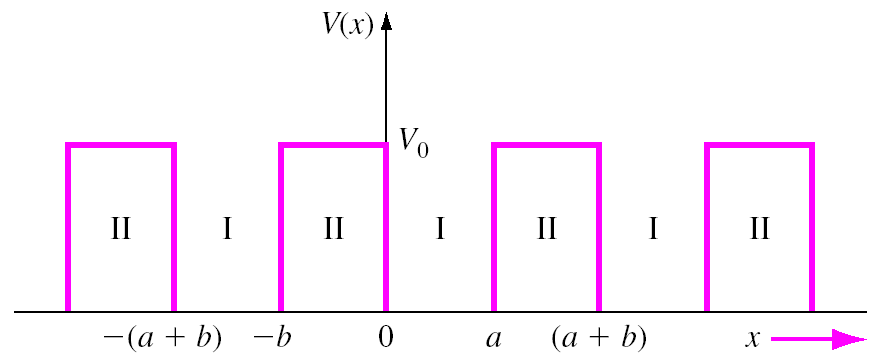 V(x)
V₀
II I II I II I II
−(a + b) −b 0 a (a + b) x